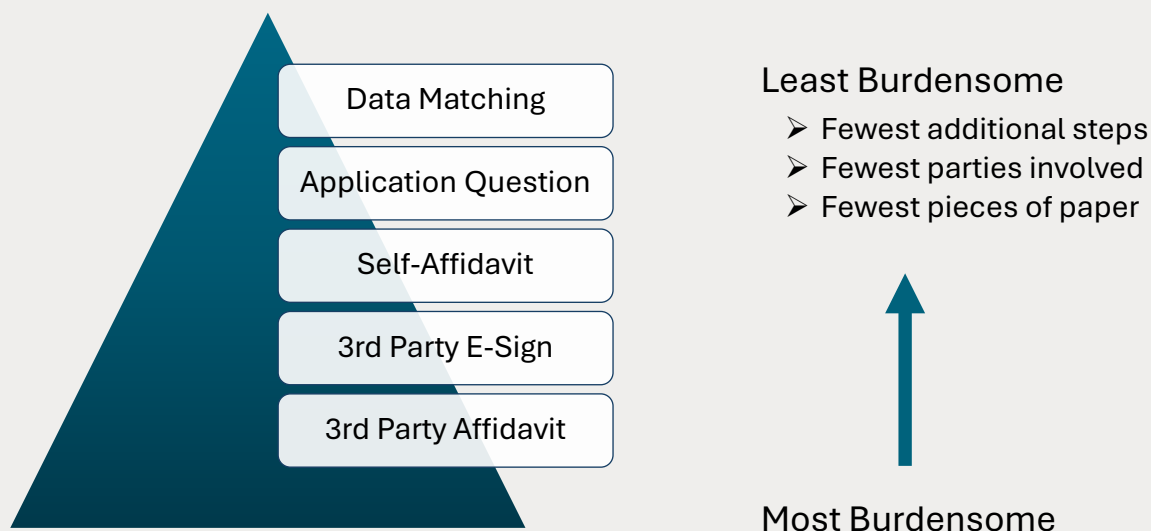 Data Matching
Application Question
Self-Affidavit
3rd Party E-Sign
3rd Party Affidavit
Least Burdensome
➢ Fewest additional steps
➢ Fewest parties involved
➢ Fewest pieces of paper
Most Burdensome